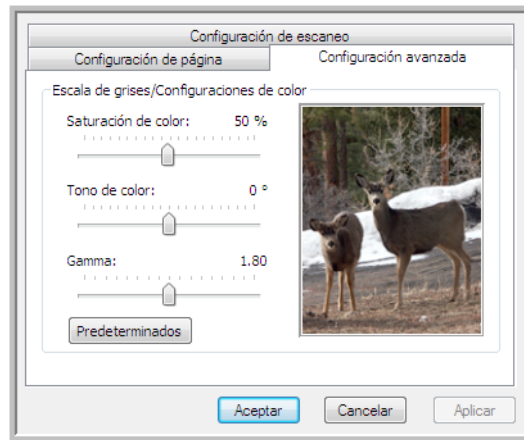 Configuración de escaneo
Configuración de página
Configuración avanzada
Escala de grises/Configuraciones de color
Saturación de color: 50 %
Tono de color: 0 °
Gamma: 1.80
Predeterminados
Aceptar
Cancelar
Aplicar